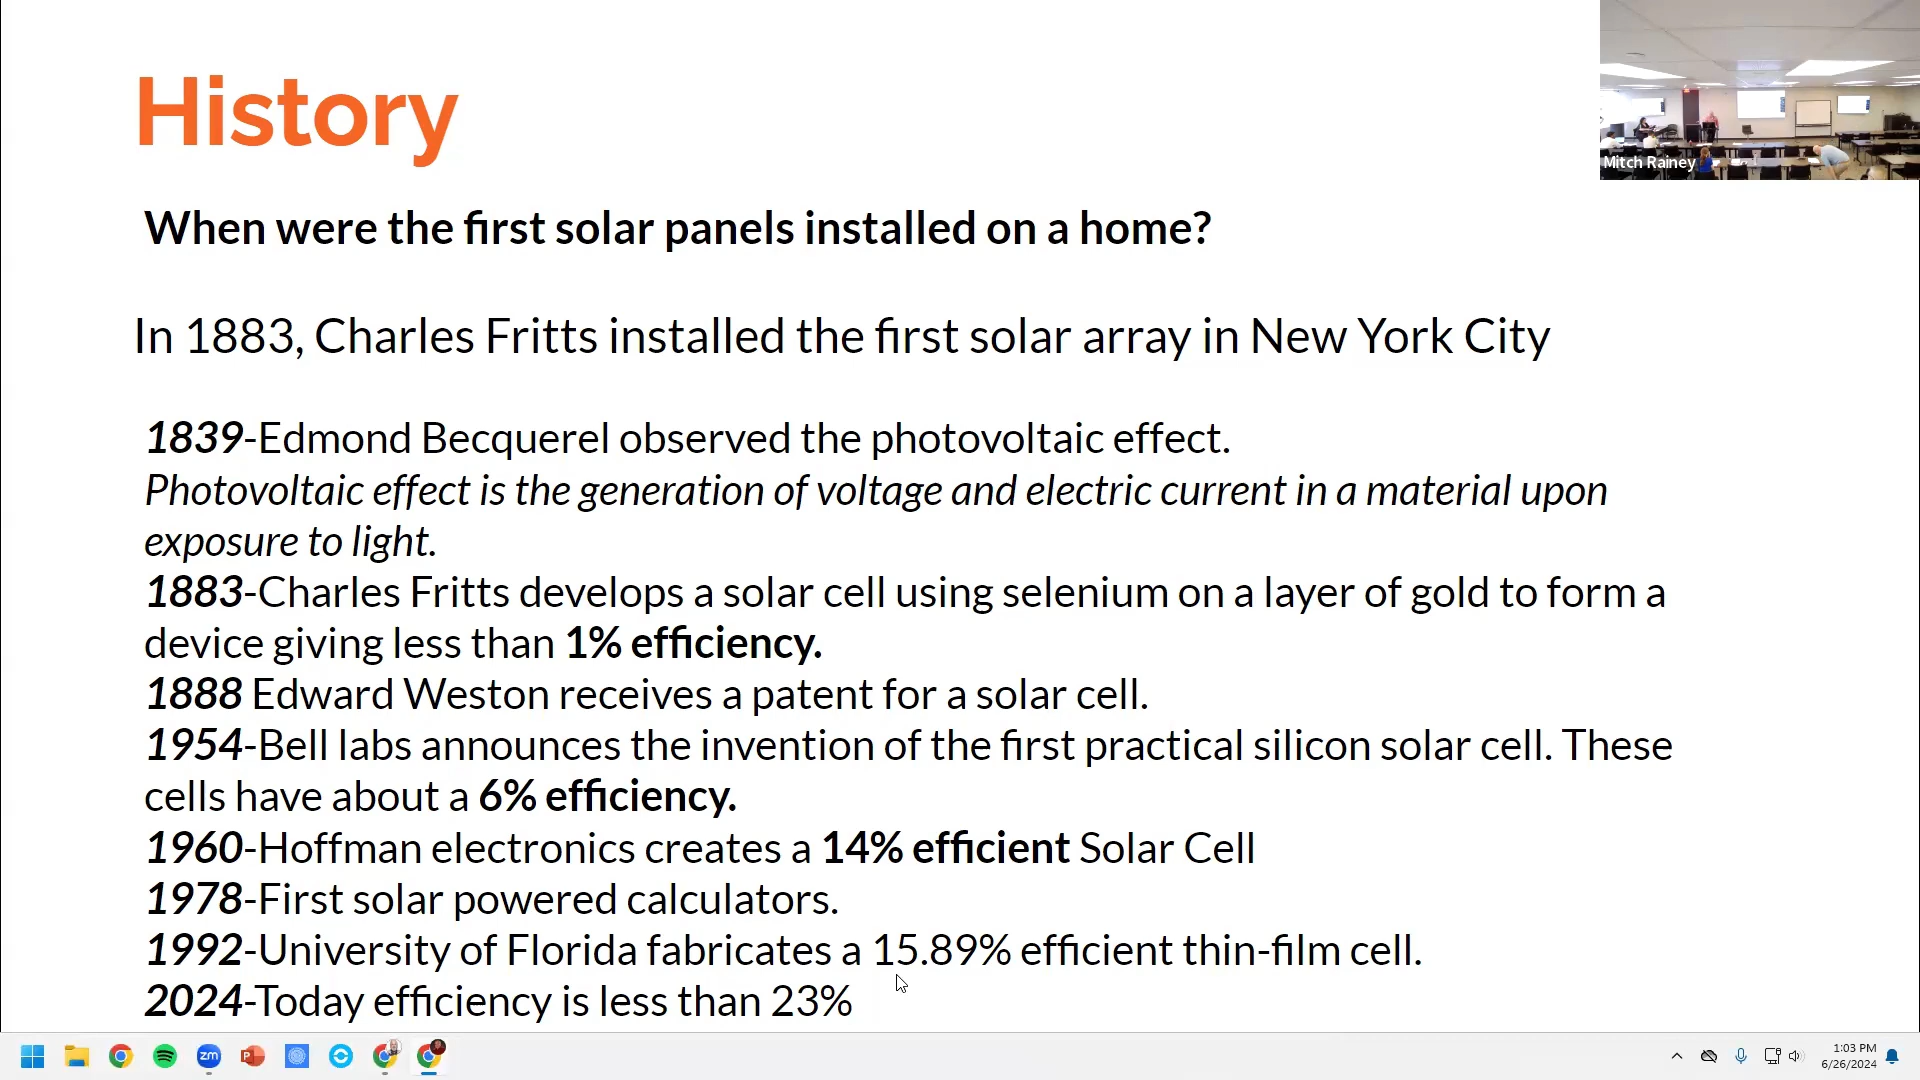 History
Mitch Rainey
When were the first solar panels installed on a home?
In 1883, Charles Fritts installed the first solar array in New York City
1839-Edmond Becquerel observed the photovoltaic effect.
Photovoltaic effect is the generation of voltage and electric current in a material upon
exposure to light.
1883-Charles Fritts develops a solar cell using selenium on a layer of gold to form a
device giving less than 1% efficiency.
1888 Edward Weston receives a patent for a solar cell.
1954-Bell labs announces the invention of the first practical silicon solar cell. These
cells have about a 6% efficiency.
1960-Hoffman electronics creates a 14% efficient Solar Cell
1978-First solar powered calculators.
1992-University of Florida fabricates a 15.89% efficient thin-film cell.
2024-Today efficiency is less than 23%
zm
P
1:03 PM
6/26/2024